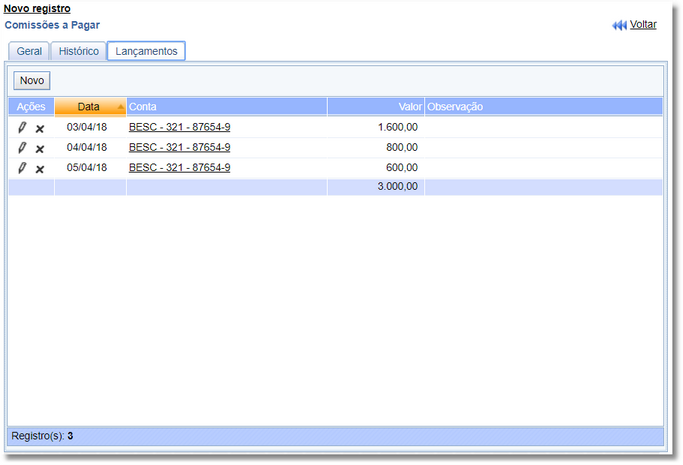 Novo registro
Comissões a Pagar
Voltar
Geral Histórico Lançamentos
Novo
Ações Data Conta Valor Observação
03/04/18 BESC - 321 - 87654-9 1.600,00
04/04/18 BESC - 321 - 87654-9 800,00
05/04/18 BESC - 321 - 87654-9 600,00
3.000,00
Registro(s): 3